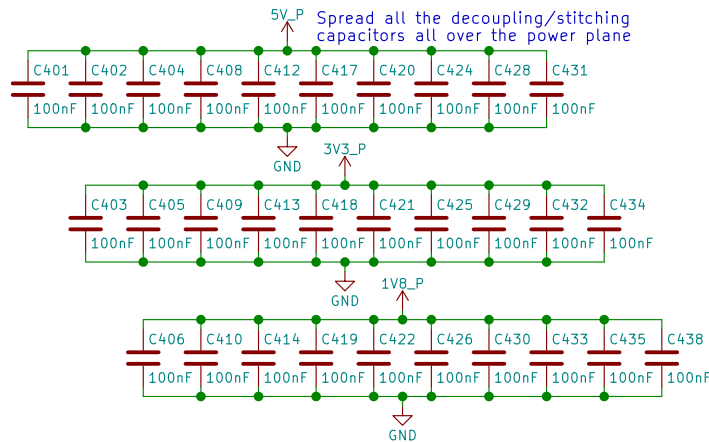 5V_P
Spread all the decoupling/stitching
capacitors all over the power plane
C401 C402 C404 C408 C412 C417 C420 C424 C428 C431
100nF 100nF 100nF 100nF 100nF 100nF 100nF 100nF 100nF 100nF
GND
3V3_P
C403 C405 C409 C413 C418 C421 C425 C429 C432 C434
100nF 100nF 100nF 100nF 100nF 100nF 100nF 100nF 100nF 100nF
GND
1V8_P
C406 C410 C414 C419 C422 C426 C430 C433 C435 C438
100nF 100nF 100nF 100nF 100nF 100nF 100nF 100nF 100nF 100nF
GND